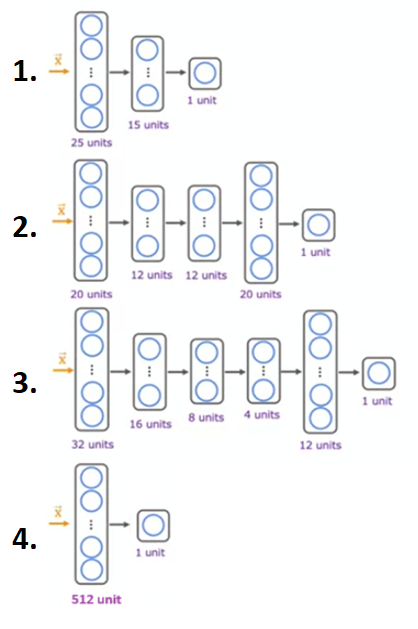 1.
x⃗
25 units
15 units
1 unit
2.
x⃗
20 units
12 units
12 units
20 units
1 unit
3.
x⃗
32 units
16 units
8 units
4 units
12 units
1 unit
4.
x⃗
512 unit
1 unit